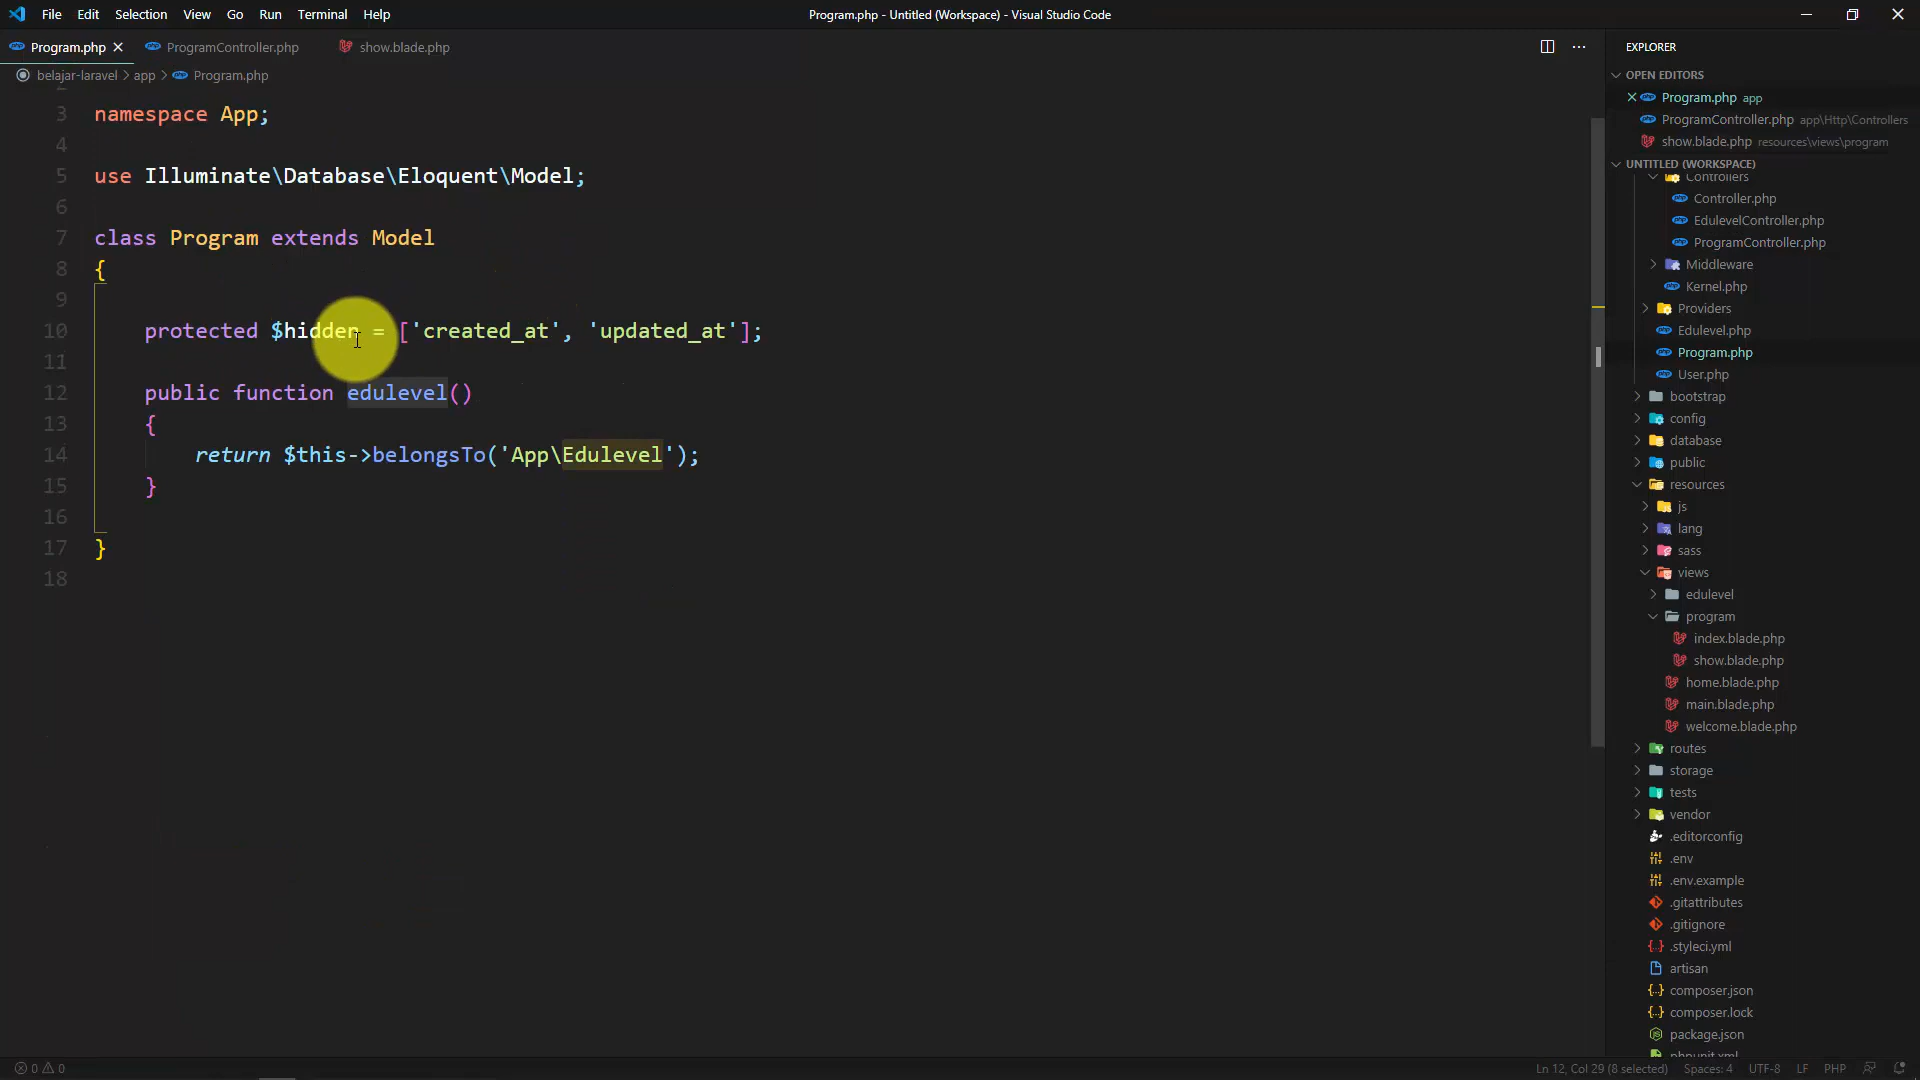 File Edit Selection View Go Run Terminal Help
Program.php - Untitled (Workspace) - Visual Studio Code
Program.php
ProgramController.php
show.blade.php
belajar-laravel > app > Program.php
2
3 namespace App;
4
5 use Illuminate\Database\Eloquent\Model;
6
7 class Program extends Model
8 {
9
10 protected $hidden = ['created_at', 'updated_at'];
11
12 public function edulevel()
13 {
14 return $this->belongsTo('App\Edulevel');
15 }
16
17 }
18
EXPLORER
OPEN EDITORS
Program.php app
ProgramController.php app\Http\Controllers
show.blade.php resources\views\program
UNTITLED (WORKSPACE)
Controllers
Controller.php
EdulevelController.php
ProgramController.php
Middleware
Kernel.php
Providers
Edulevel.php
Program.php
User.php
bootstrap
config
database
public
resources
js
lang
sass
views
edulevel
program
index.blade.php
show.blade.php
home.blade.php
main.blade.php
welcome.blade.php
routes
storage
tests
vendor
.editorconfig
.env
.env.example
.gitattributes
.gitignore
.styleci.yml
artisan
composer.json
composer.lock
package.json
phpunit.xml
0 0
Ln 12, Col 29 (8 selected) Spaces: 4 UTF-8 LF PHP